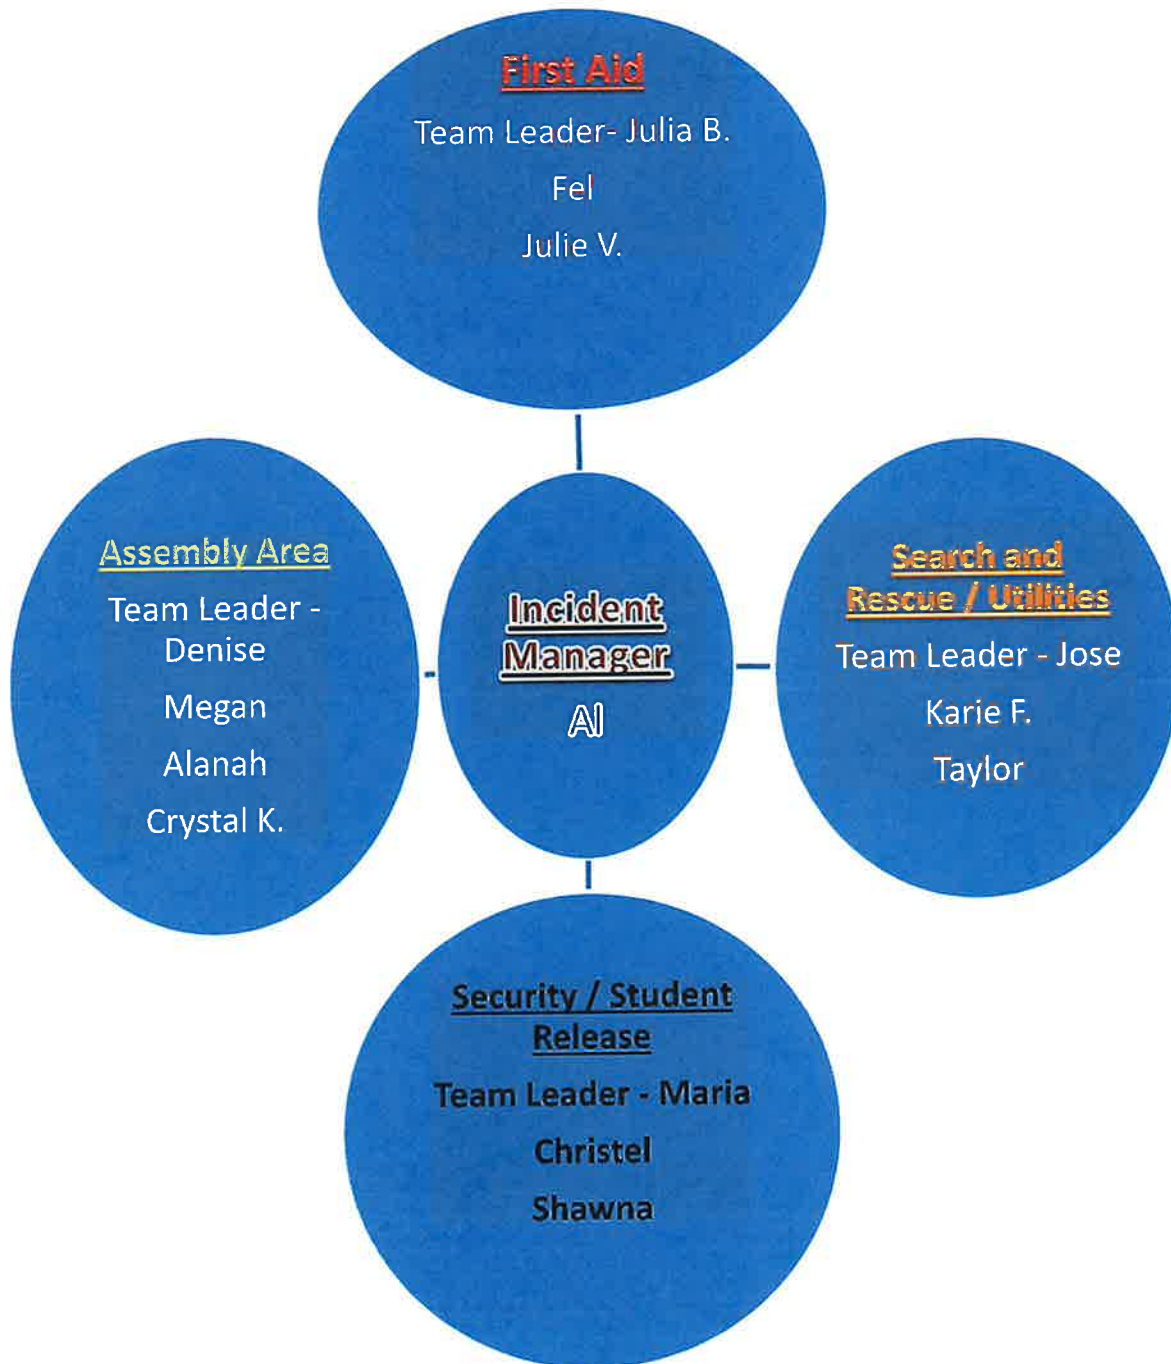 First Aid
Team Leader- Julia B.
Fel
Julie V.
Assembly Area
Team Leader -
Denise
Megan
Alanah
Crystal K.
Incident
Manager
Al
Search and
Rescue / Utilities
Team Leader - Jose
Karie F.
Taylor
Security / Student
Release
Team Leader - Maria
Christel
Shawna